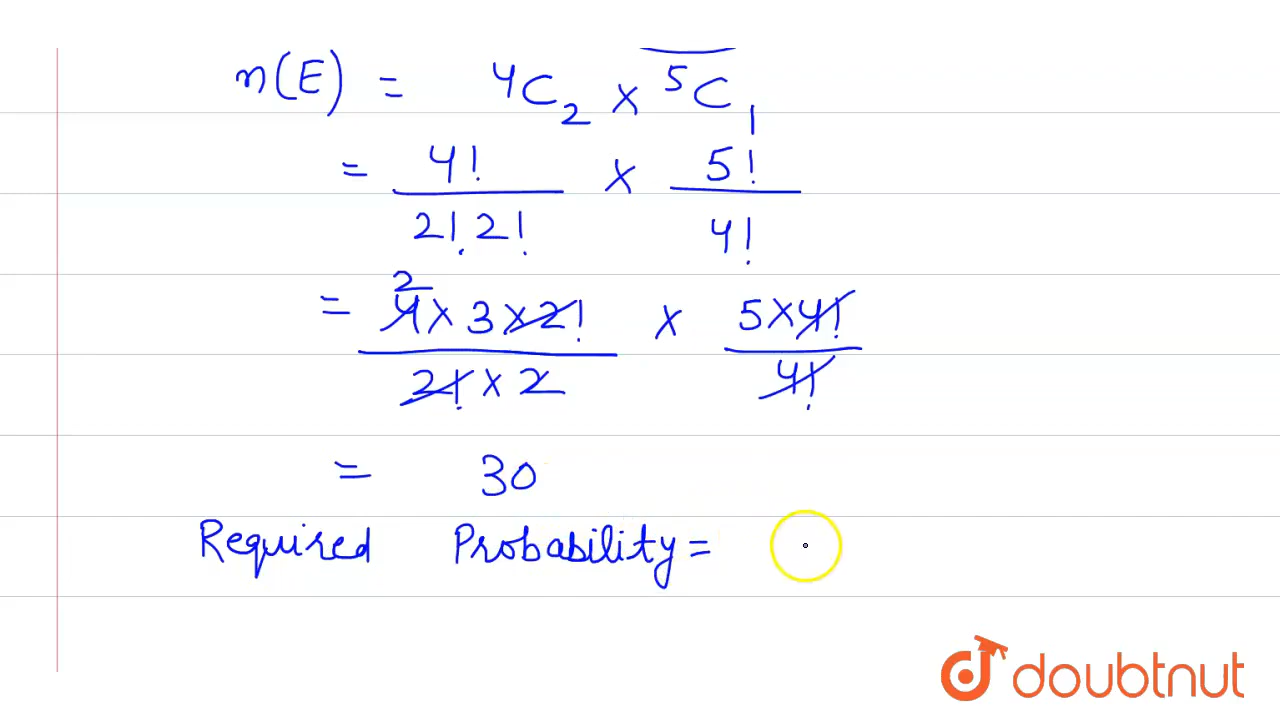 n(E) = ⁴C₂ × ⁵C₁
= 4! / 2! 2! × 5! / 4!
= 2 4 × 3 × 2! / 2! × 2 × 5 × 4! / 4!
= 30
Required Probability =
doubtnut